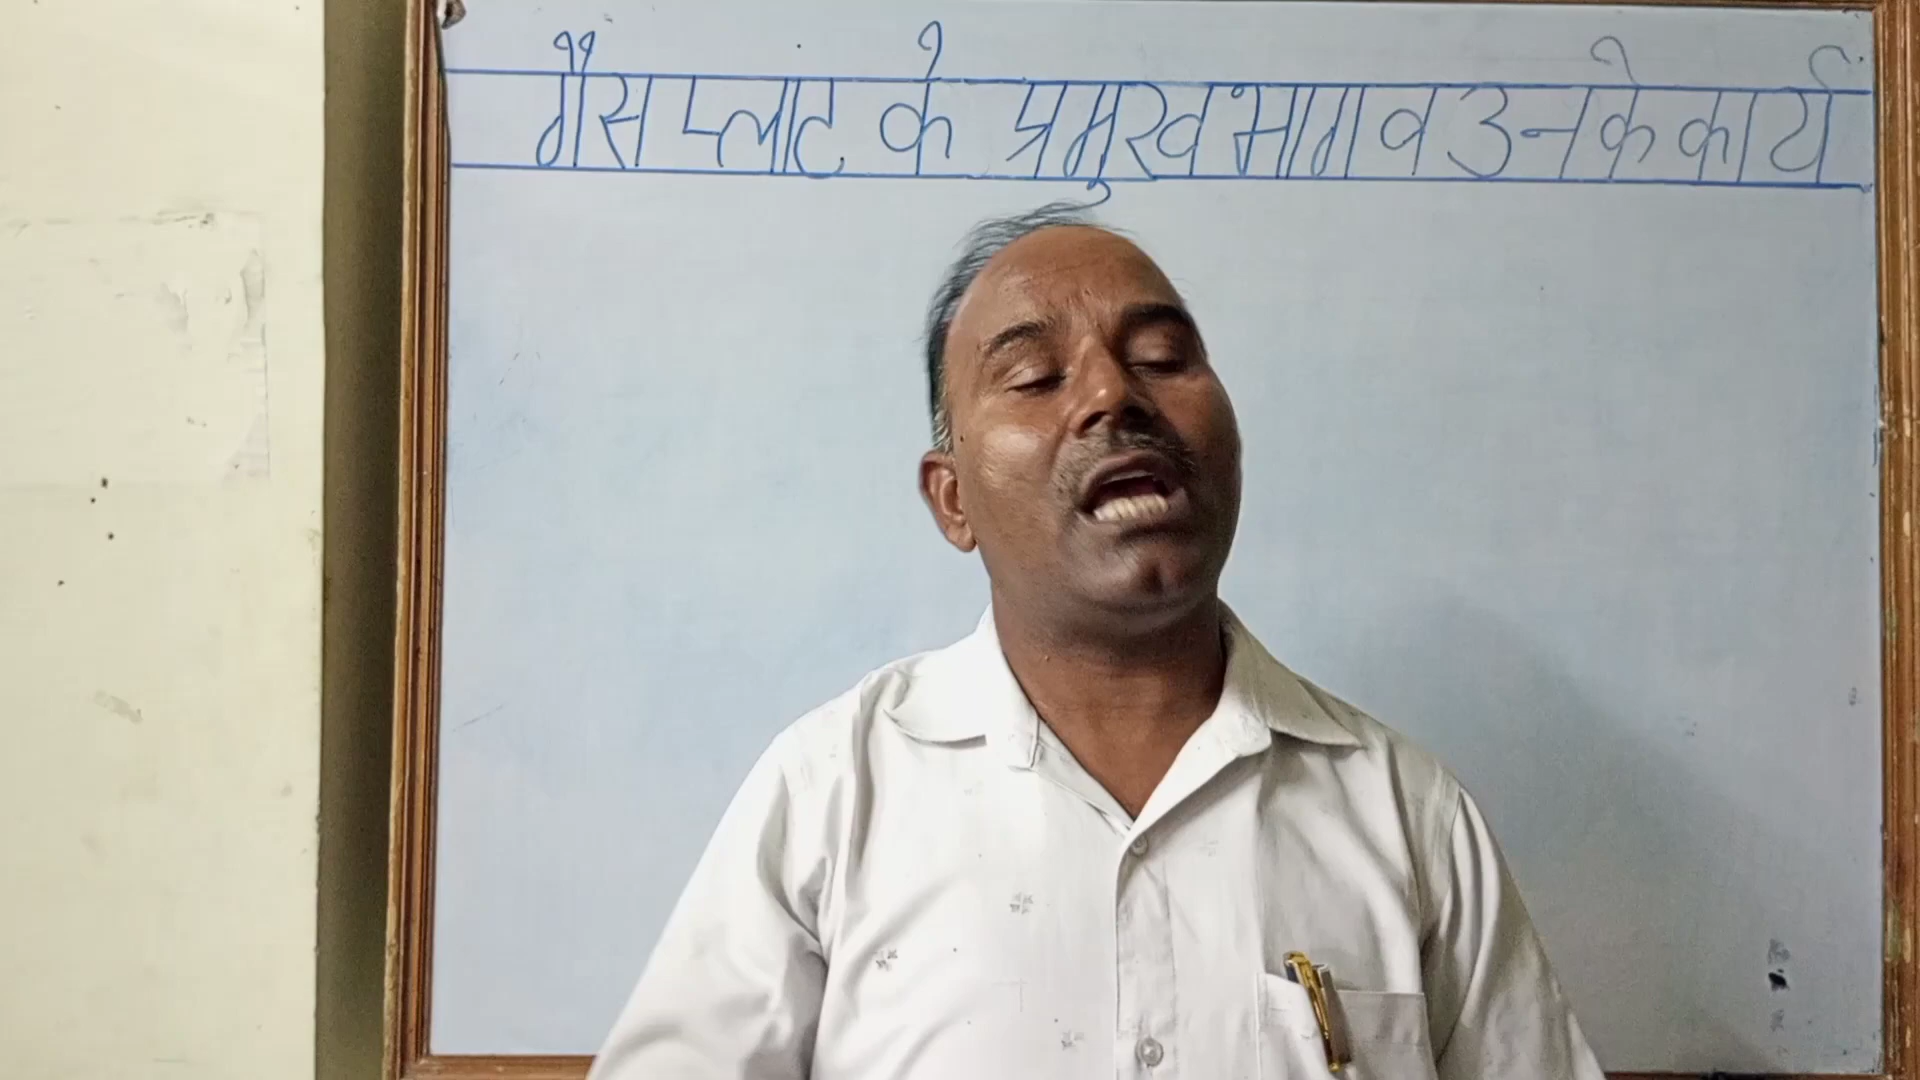 गैस प्लांट के प्रमुख भाग व उनके कार्य